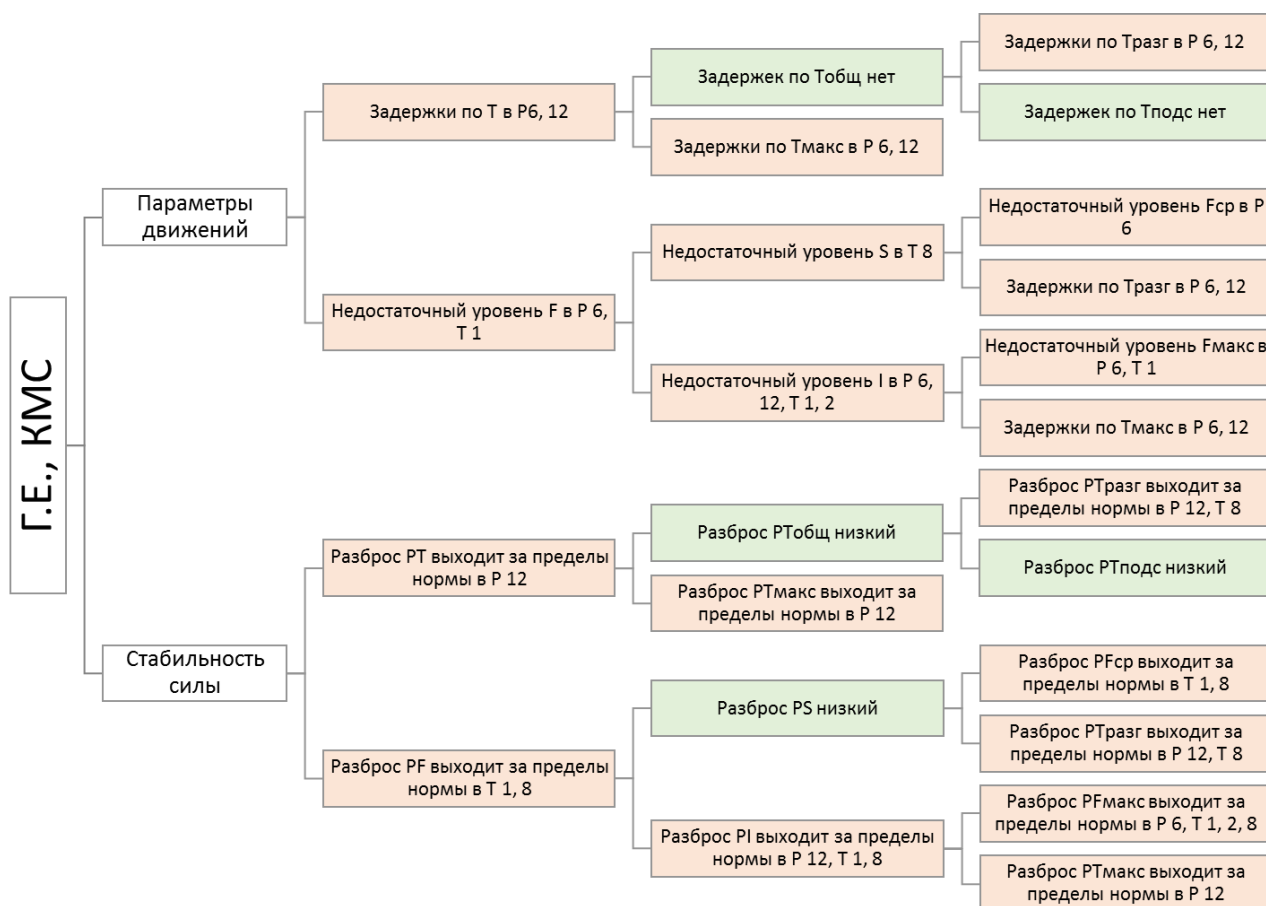 Г.Е., КМС
Параметры
движений
Задержки по Т в Р6, 12
Задержек по Тобщ нет
Задержки по Тразг в Р 6, 12
Задержек по Тподс нет
Задержки по Тмакс в Р 6, 12
Недостаточный уровень F в Р 6,
Т 1
Недостаточный уровень S в Т 8
Недостаточный уровень Fср в Р
6
Задержки по Тразг в Р 6, 12
Недостаточный уровень I в Р 6,
12, Т 1, 2
Недостаточный уровень Fмакс в
Р 6, Т 1
Задержки по Тмакс в Р 6, 12
Стабильность
силы
Разброс РТ выходит за пределы
нормы в Р 12
Разброс РТобщ низкий
Разброс РТразг выходит за
пределы нормы в Р 12, Т 8
Разброс РТподс низкий
Разброс РТмакс выходит за
пределы нормы в Р 12
Разброс PF выходит за пределы
нормы в Т 1, 8
Разброс PS низкий
Разброс PFср выходит за
пределы нормы в Т 1, 8
Разброс РТразг выходит за
пределы нормы в Р 12, Т 8
Разброс PI выходит за пределы
нормы в Р 12, Т 1, 8
Разброс PFмакс выходит за
пределы нормы в Р 6, Т 1, 2, 8
Разброс РТмакс выходит за
пределы нормы в Р 12